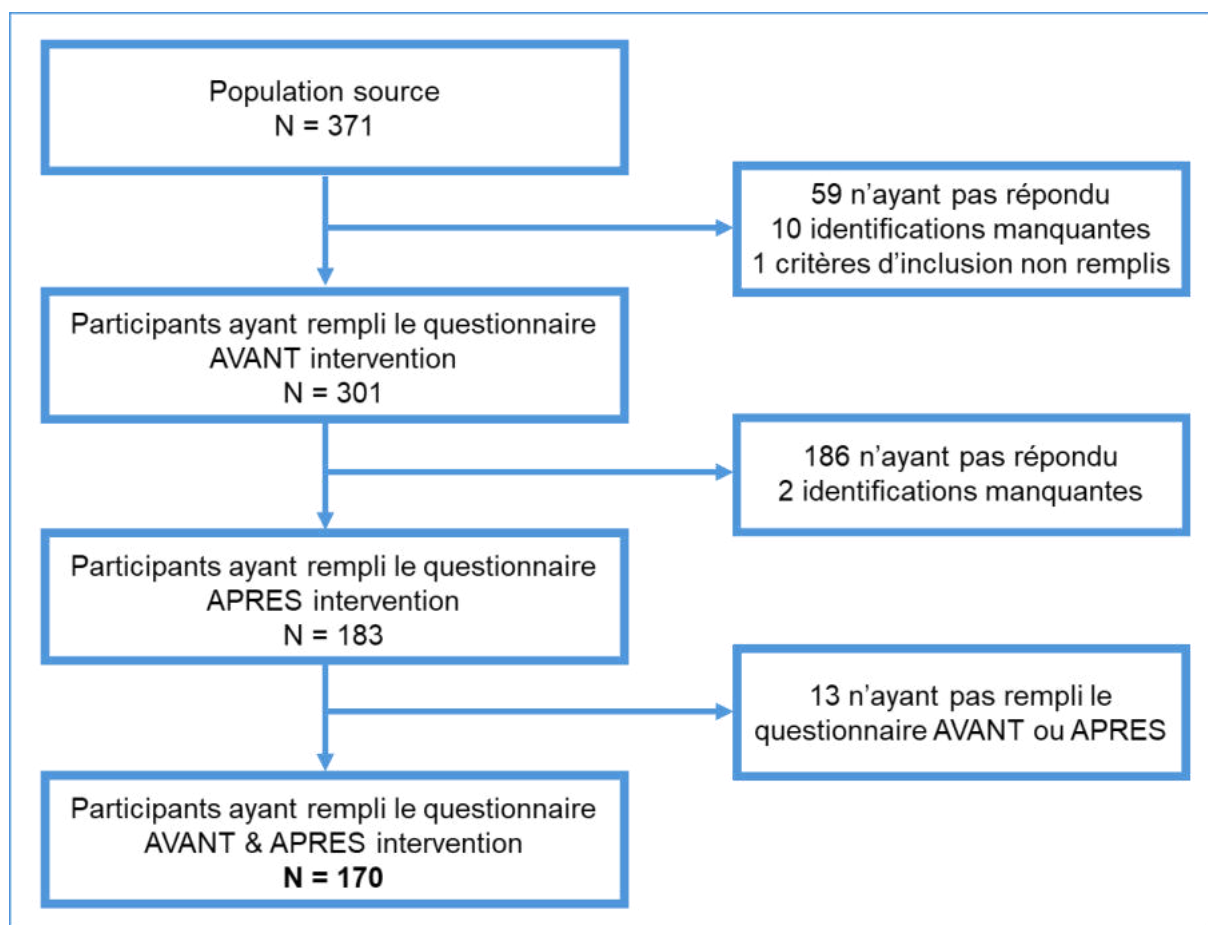 Population source
N = 371
59 n’ayant pas répondu
10 identifications manquantes
1 critères d’inclusion non remplis
Participants ayant rempli le questionnaire
AVANT intervention
N = 301
186 n’ayant pas répondu
2 identifications manquantes
Participants ayant rempli le questionnaire
APRES intervention
N = 183
13 n’ayant pas rempli le
questionnaire AVANT ou APRES
Participants ayant rempli le questionnaire
AVANT & APRES intervention
N = 170